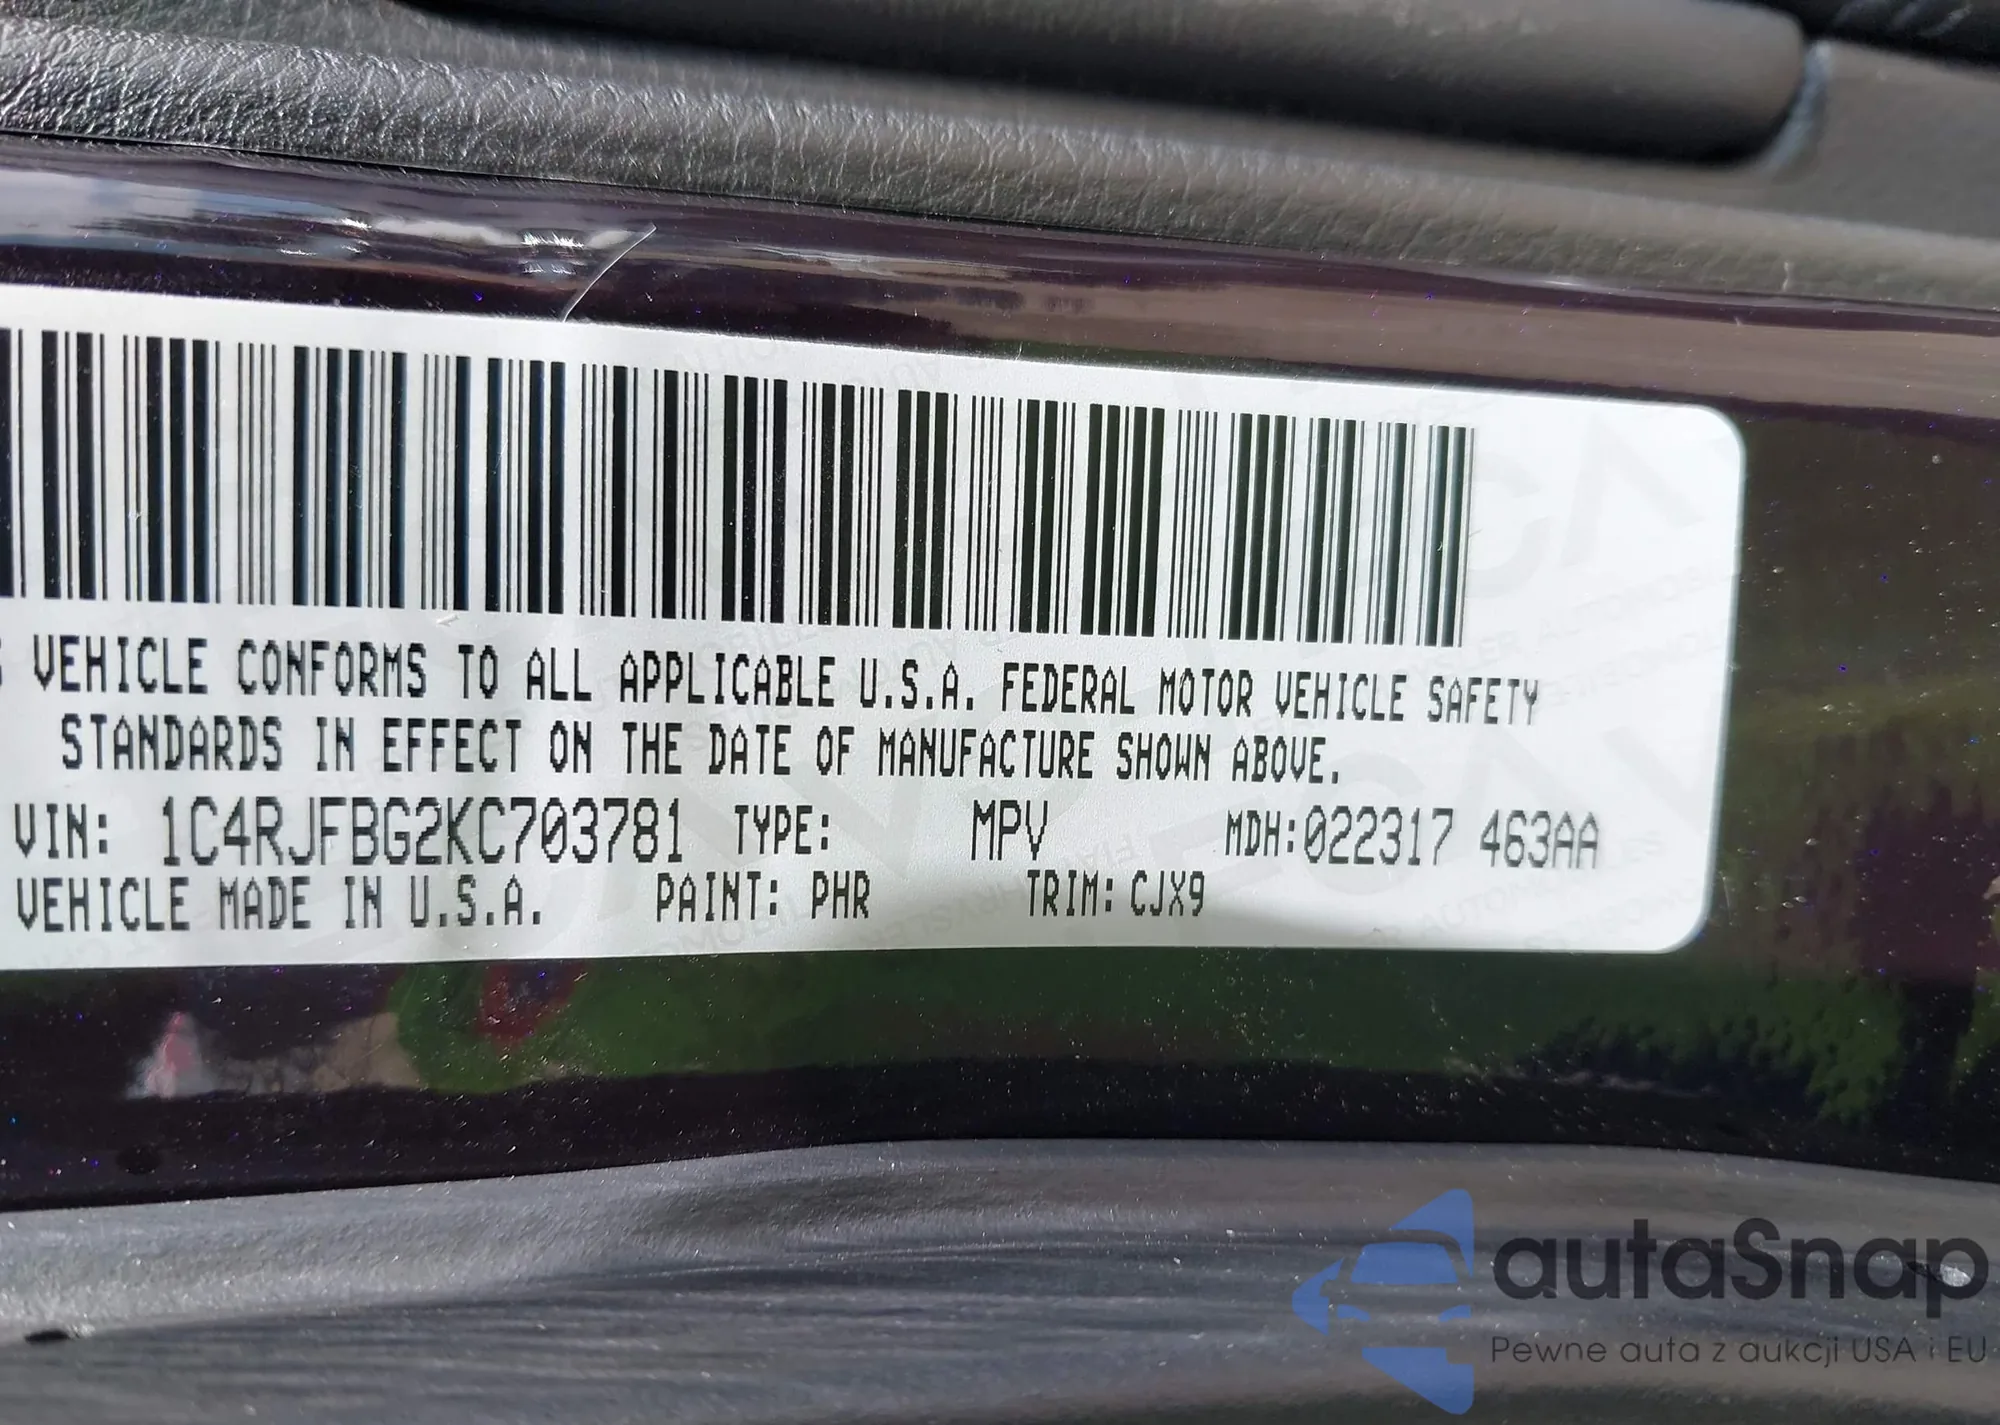 VEHICLE CONFORMS TO ALL APPLICABLE U.S.A. FEDERAL MOTOR VEHICLE SAFETY
STANDARDS IN EFFECT ON THE DATE OF MANUFACTURE SHOWN ABOVE.
VIN: 1C4RJFBG2KC703781 TYPE: MPV MDH:022317 463AA
VEHICLE MADE IN U.S.A. PAINT: PHR TRIM: CJX9
autaSnap
Pewne auta z aukcji USA i EU